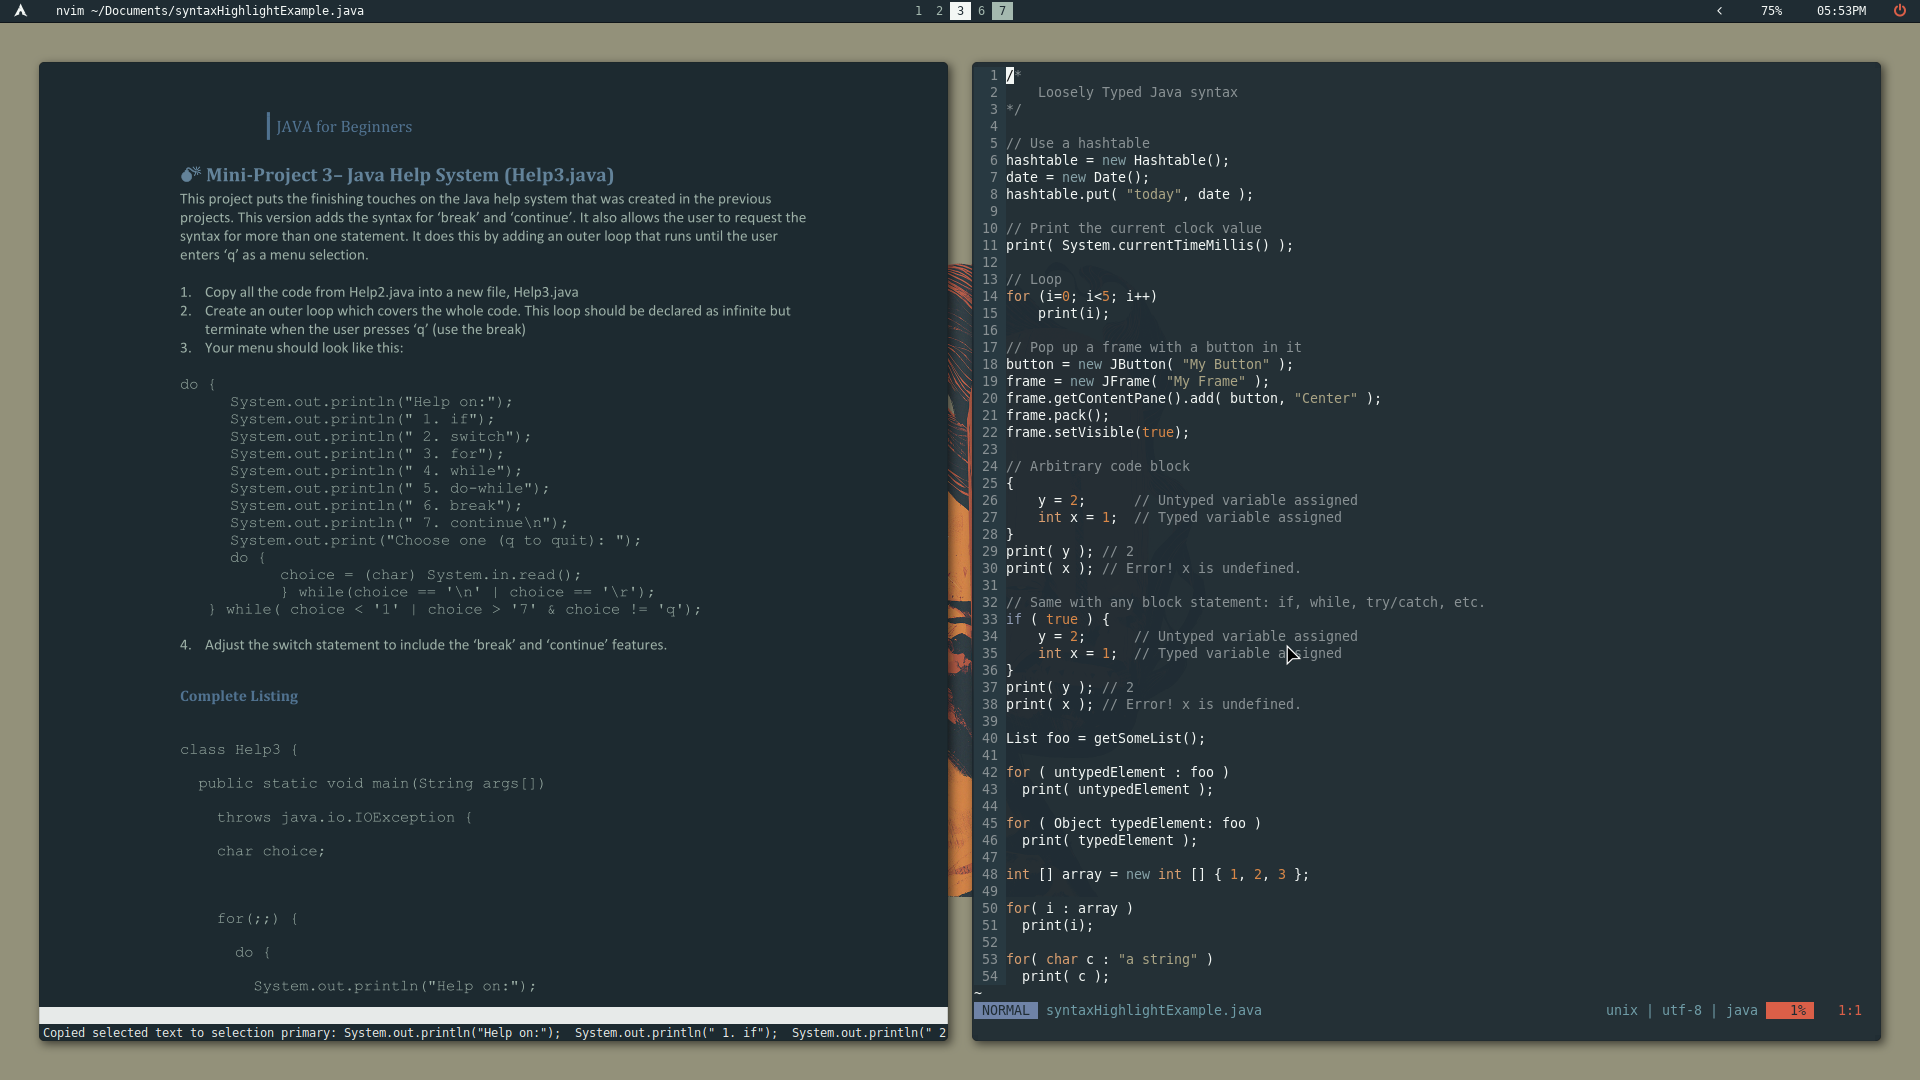 nvim ~/Documents/syntaxHighlightExample.java
1 2 3 6 7
< 75% 05:53PM
JAVA for Beginners
Mini-Project 3– Java Help System (Help3.java)
This project puts the finishing touches on the Java help system that was created in the previous
projects. This version adds the syntax for ‘break’ and ‘continue’. It also allows the user to request the
syntax for more than one statement. It does this by adding an outer loop that runs until the user
enters ‘q’ as a menu selection.
1. Copy all the code from Help2.java into a new file, Help3.java
2. Create an outer loop which covers the whole code. This loop should be declared as infinite but
terminate when the user presses ‘q’ (use the break)
3. Your menu should look like this:
do {
System.out.println("Help on:");
System.out.println(" 1. if");
System.out.println(" 2. switch");
System.out.println(" 3. for");
System.out.println(" 4. while");
System.out.println(" 5. do-while");
System.out.println(" 6. break");
System.out.println(" 7. continue\n");
System.out.print("Choose one (q to quit): ");
do {
choice = (char) System.in.read();
} while(choice == '\n' | choice == '\r');
} while( choice < '1' | choice > '7' & choice != 'q');
4. Adjust the switch statement to include the ‘break’ and ‘continue’ features.
Complete Listing
class Help3 {
public static void main(String args[])
throws java.io.IOException {
char choice;
for(;;) {
do {
System.out.println("Help on:");
Copied selected text to selection primary: System.out.println("Help on:");  System.out.println(" 1. if");  System.out.println(" 2
1 /*
2     Loosely Typed Java syntax
3 */
4
5 // Use a hashtable
6 hashtable = new Hashtable();
7 date = new Date();
8 hashtable.put( "today", date );
9
10 // Print the current clock value
11 print( System.currentTimeMillis() );
12
13 // Loop
14 for (i=0; i<5; i++)
15     print(i);
16
17 // Pop up a frame with a button in it
18 button = new JButton( "My Button" );
19 frame = new JFrame( "My Frame" );
20 frame.getContentPane().add( button, "Center" );
21 frame.pack();
22 frame.setVisible(true);
23
24 // Arbitrary code block
25 {
26     y = 2;      // Untyped variable assigned
27     int x = 1;  // Typed variable assigned
28 }
29 print( y ); // 2
30 print( x ); // Error! x is undefined.
31
32 // Same with any block statement: if, while, try/catch, etc.
33 if ( true ) {
34     y = 2;      // Untyped variable assigned
35     int x = 1;  // Typed variable assigned
36 }
37 print( y ); // 2
38 print( x ); // Error! x is undefined.
39
40 List foo = getSomeList();
41
42 for ( untypedElement : foo )
43   print( untypedElement );
44
45 for ( Object typedElement: foo )
46   print( typedElement );
47
48 int [] array = new int [] { 1, 2, 3 };
49
50 for( i : array )
51   print(i);
52
53 for( char c : "a string" )
54   print( c );
~
NORMAL syntaxHighlightExample.java unix | utf-8 | java 1% 1:1